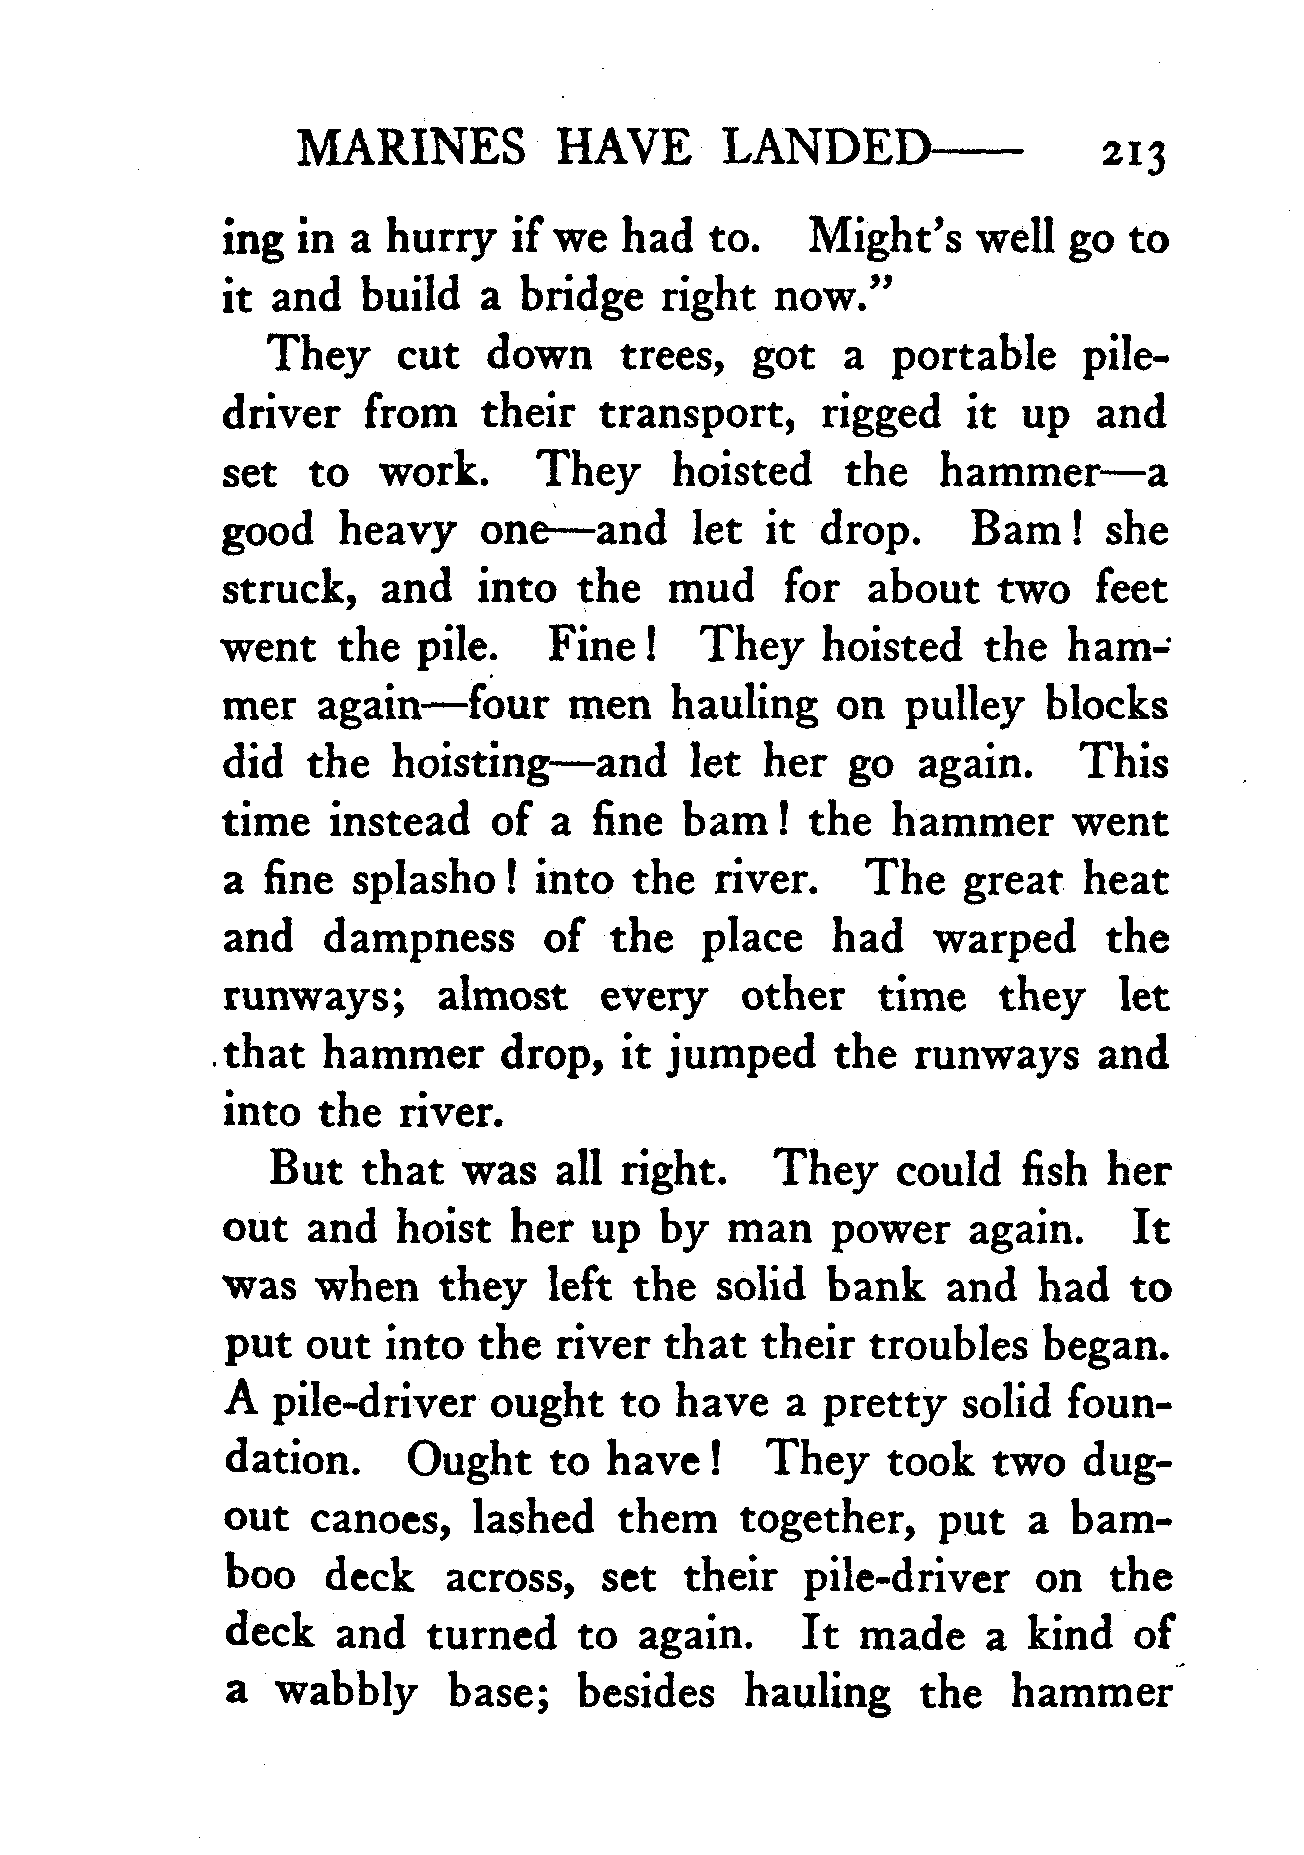 MARINES HAVE LANDED—— 213
ing in a hurry if we had to. Might's well go to
it and build a bridge right now."
They cut down trees, got a portable pile-
driver from their transport, rigged it up and
set to work. They hoisted the hammer—a
good heavy one—and let it drop. Bam! she
struck, and into the mud for about two feet
went the pile. Fine! They hoisted the ham-
mer again—four men hauling on pulley blocks
did the hoisting—and let her go again. This
time instead of a fine bam! the hammer went
a fine splasho! into the river. The great heat
and dampness of the place had warped the
runways; almost every other time they let
that hammer drop, it jumped the runways and
into the river.
But that was all right. They could fish her
out and hoist her up by man power again. It
was when they left the solid bank and had to
put out into the river that their troubles began.
A pile-driver ought to have a pretty solid foun-
dation. Ought to have! They took two dug-
out canoes, lashed them together, put a bam-
boo deck across, set their pile-driver on the
deck and turned to again. It made a kind of
a wabbly base; besides hauling the hammer